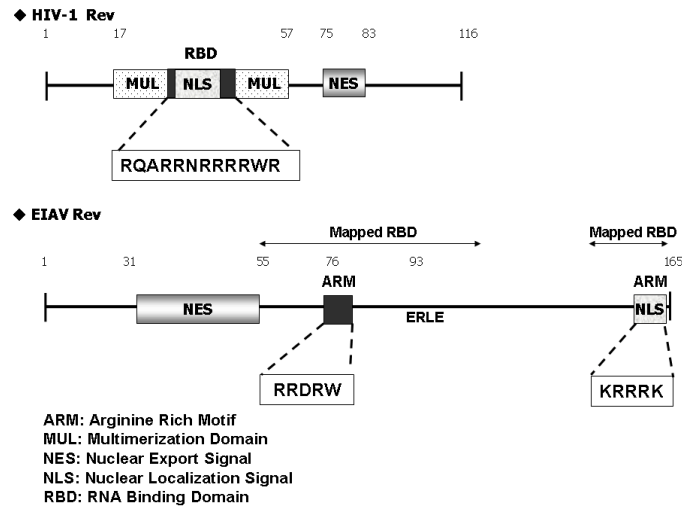 ◆ HIV-1 Rev
1 17 57 75 83 116
RBD
MUL NLS MUL NES
RQARRNRRRRWR
◆ EIAV Rev
Mapped RBD Mapped RBD
1 31 55 76 93 165
ARM ARM
NES NLS
ERLE
RRDRW KRRRK
ARM: Arginine Rich Motif
MUL: Multimerization Domain
NES: Nuclear Export Signal
NLS: Nuclear Localization Signal
RBD: RNA Binding Domain